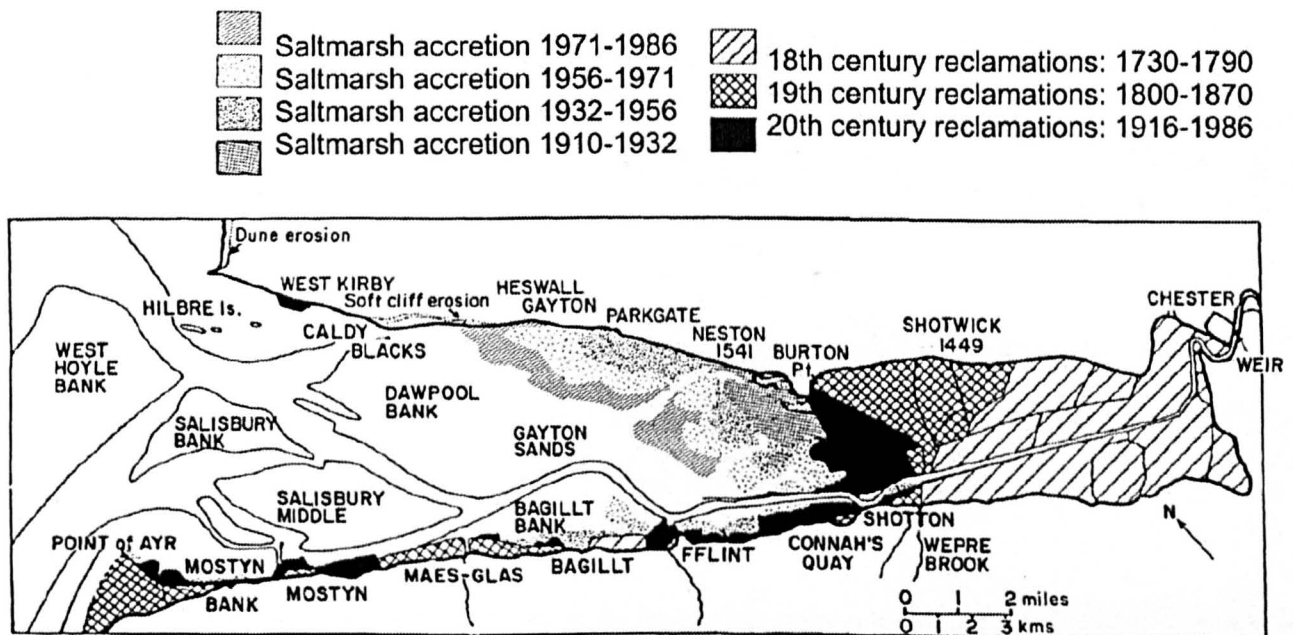 Saltmarsh accretion 1971-1986
Saltmarsh accretion 1956-1971
Saltmarsh accretion 1932-1956
Saltmarsh accretion 1910-1932
18th century reclamations: 1730-1790
19th century reclamations: 1800-1870
20th century reclamations: 1916-1986
Dune erosion
WEST KIRBY
Soft cliff erosion
HESWALL
GAYTON
PARKGATE
NESTON
1541
BURTON
Pt.
SHOTWICK
1449
CHESTER
WEIR
HILBRE Is.
CALDY
BLACKS
WEST
HOYLE
BANK
DAWPOOL
BANK
SALISBURY
BANK
GAYTON
SANDS
SALISBURY
MIDDLE
BAGILLT
BANK
POINT of AYR
MOSTYN
BANK
MOSTYN
MAES-GLAS
BAGILLT
FFLINT
CONNAH'S
QUAY
SHOTTON
WEPRE
BROOK
N
0 1 2 miles
0 1 2 3 kms